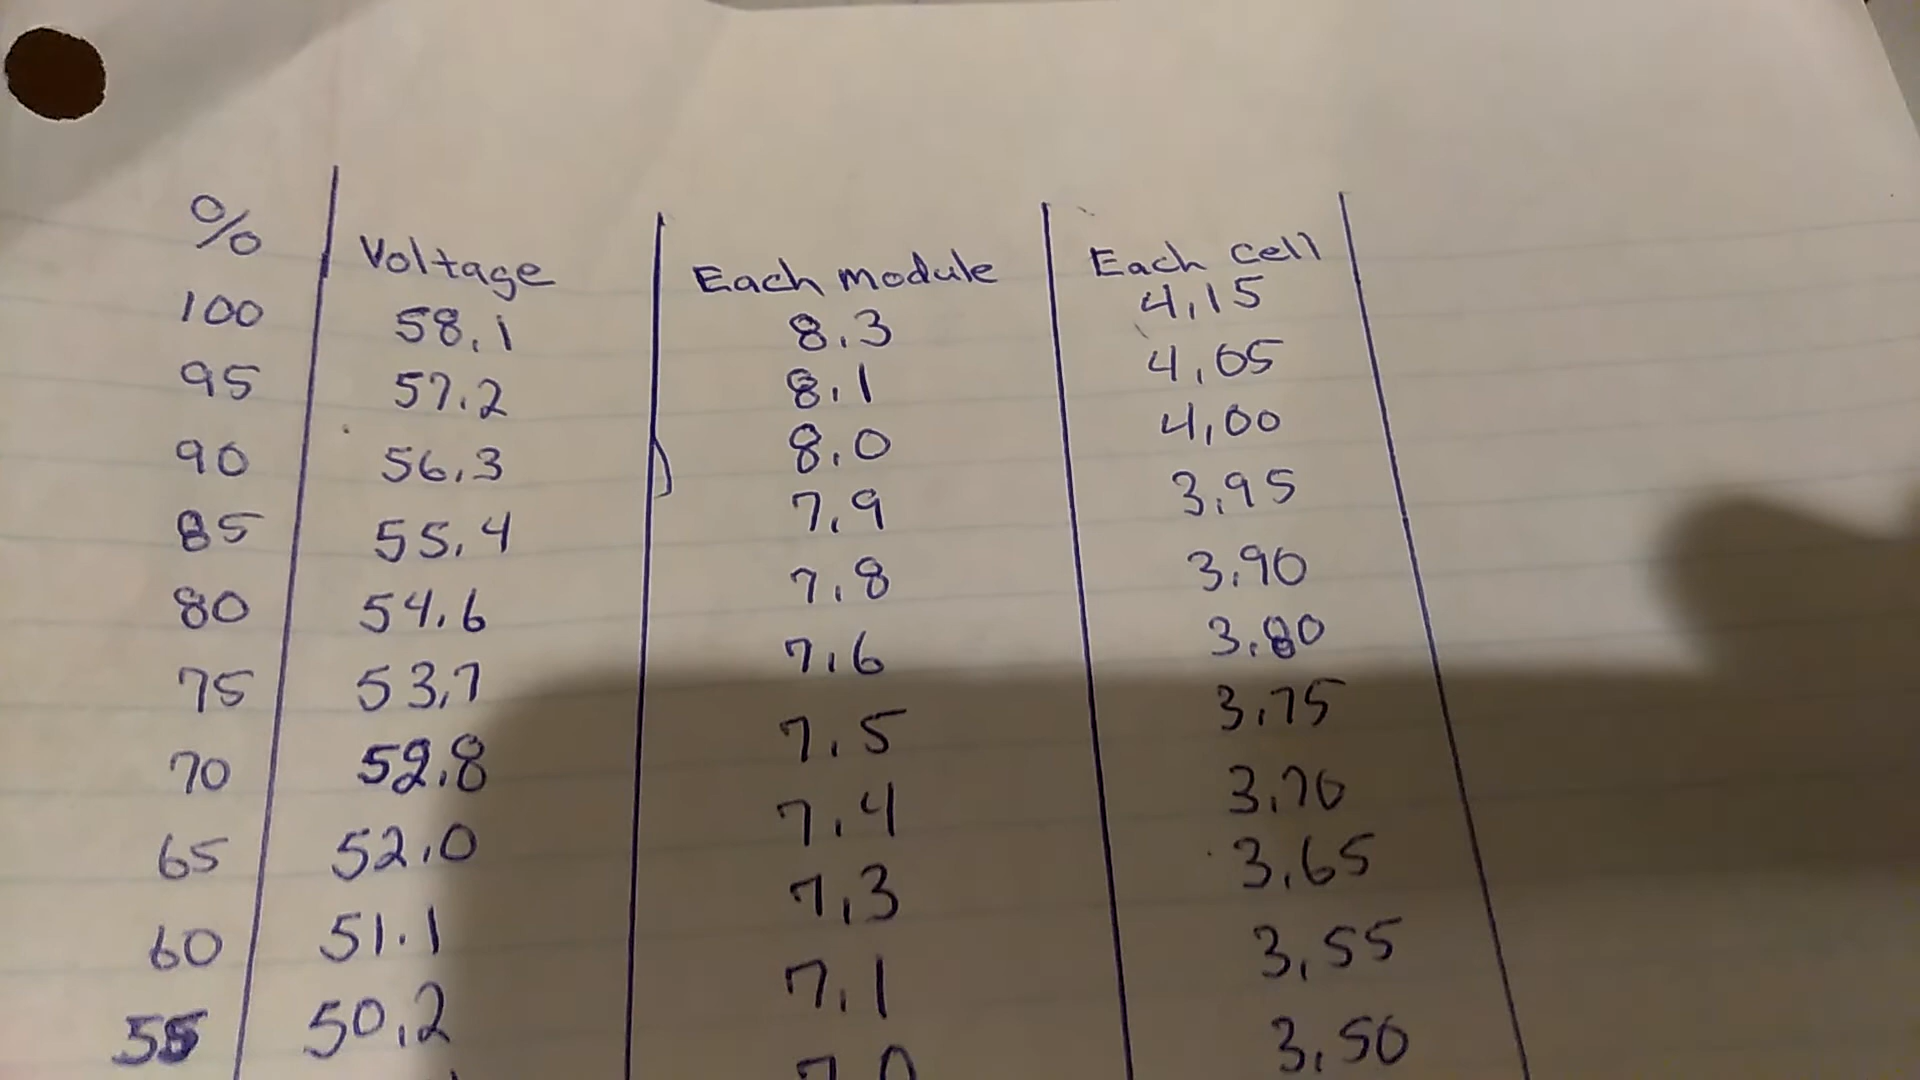 % Voltage Each module Each cell
100 58.1 8.3 4.15
95 57.2 8.1 4.05
90 56.3 8.0 4.00
85 55.4 7.9 3.95
80 54.6 7.8 3.90
75 53.7 7.6 3.80
70 52.8 7.5 3.75
65 52.0 7.4 3.70
60 51.1 7.3 3.65
55 50.2 7.1 3.55
7.0 3.50